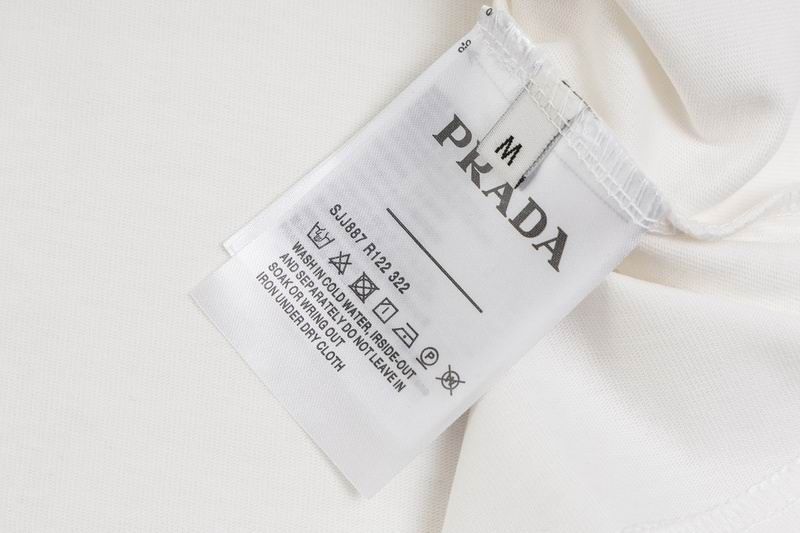 M
PRADA
SJJ887 R122 322
WASH IN COLD WATER, IRSIDE-OUT
AND SEPARATELY DO NOT LEAVE IN
SOAK OR WRING OUT
IRON UNDER DRY CLOTH